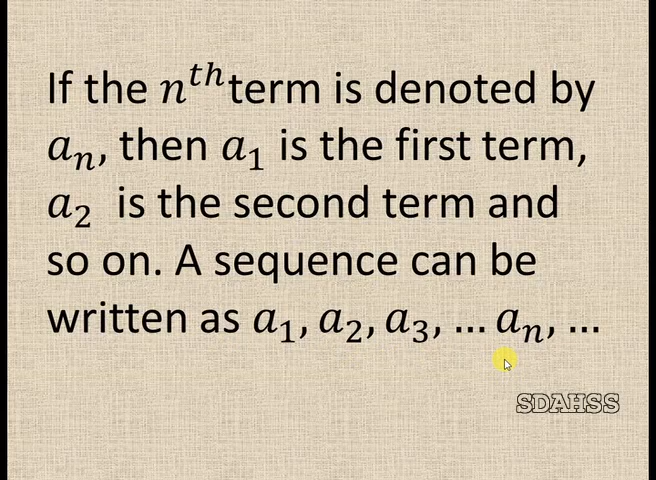 If the nᵗʰ term is denoted by
aₙ, then a₁ is the first term,
a₂ is the second term and
so on. A sequence can be
written as a₁, a₂, a₃, ... aₙ, ...
SDAHSS